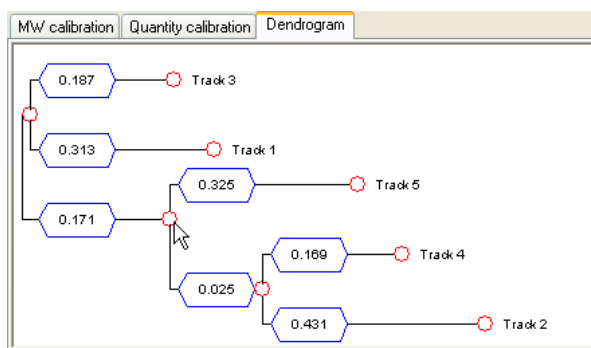 MW calibration Quantity calibration Dendrogram
0.187 Track 3
0.313 Track 1
0.325 Track 5
0.171
0.169 Track 4
0.025
0.431 Track 2